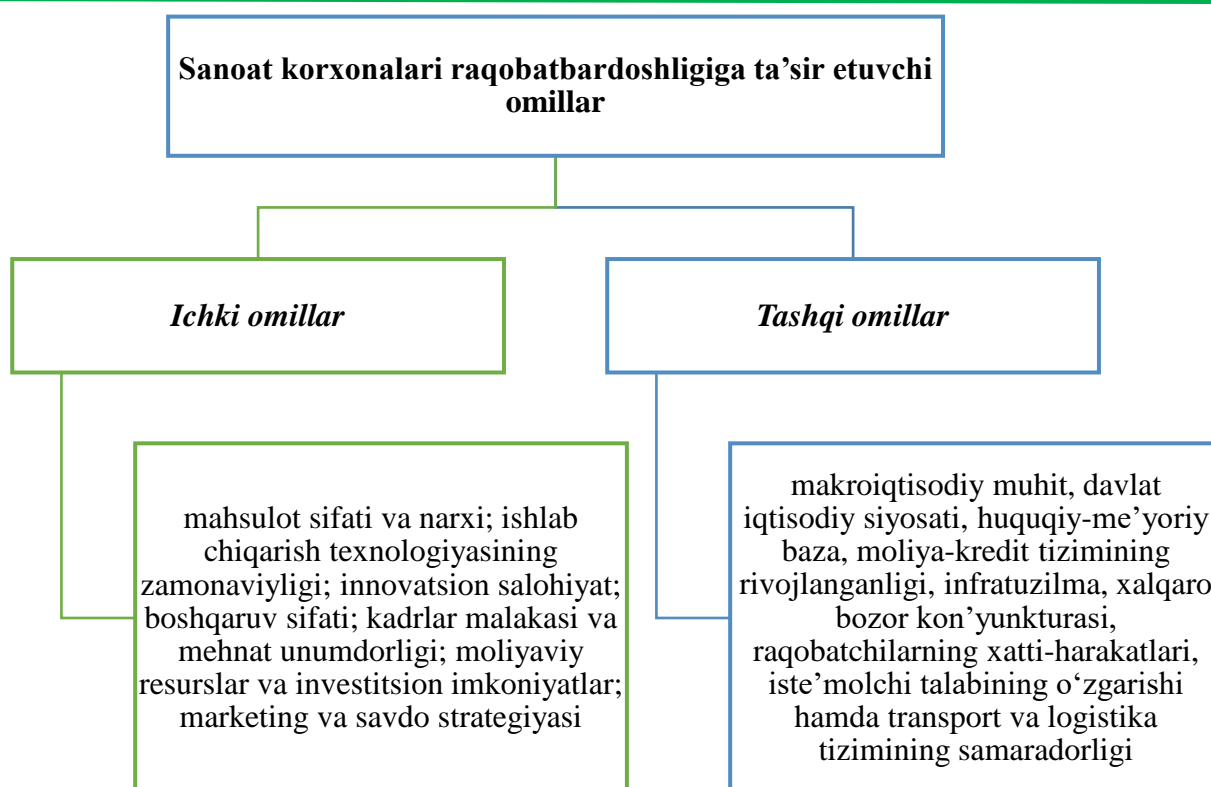 Sanoat korxonalari raqobatbardoshligiga ta’sir etuvchi
omillar
Ichki omillar
Tashqi omillar
mahsulot sifati va narxi; ishlab
chiqarish texnologiyasining
zamonaviyligi; innovatsion salohiyat;
boshqaruv sifati; kadrlar malakasi va
mehnat unumdorligi; moliyaviy
resurslar va investitsion imkoniyatlar;
marketing va savdo strategiyasi
makroiqtisodiy muhit, davlat
iqtisodiy siyosati, huquqiy-me’yoriy
baza, moliya-kredit tizimining
rivojlanganligi, infratuzilma, xalqaro
bozor kon’yunkturasi,
raqobatchilarning xatti-harakatlari,
iste’molchi talabining o‘zgarishi
hamda transport va logistika
tizimining samaradorligi